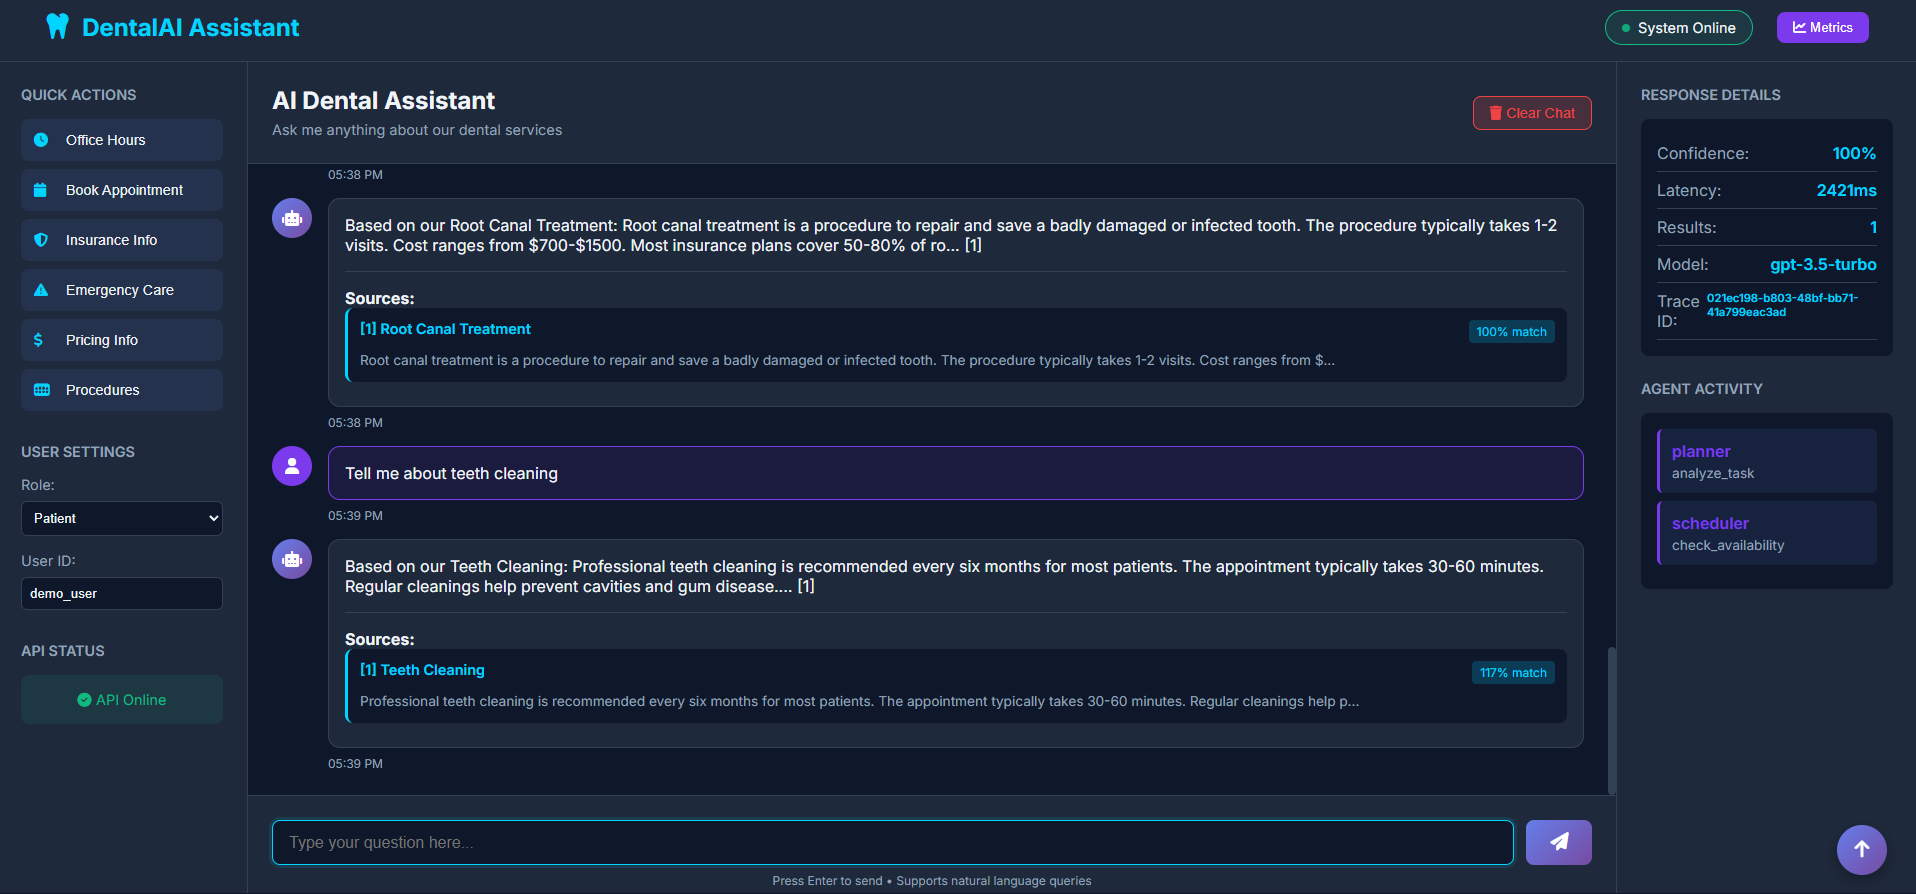 DentalAI Assistant
System Online
Metrics
QUICK ACTIONS
Office Hours
Book Appointment
Insurance Info
Emergency Care
Pricing Info
Procedures
USER SETTINGS
Role:
Patient
User ID:
demo_user
API STATUS
API Online
AI Dental Assistant
Ask me anything about our dental services
Clear Chat
05:38 PM
Based on our Root Canal Treatment: Root canal treatment is a procedure to repair and save a badly damaged or infected tooth. The procedure typically takes 1-2
visits. Cost ranges from $700-$1500. Most insurance plans cover 50-80% of ro... [1]
Sources:
[1] Root Canal Treatment
100% match
Root canal treatment is a procedure to repair and save a badly damaged or infected tooth. The procedure typically takes 1-2 visits. Cost ranges from $...
05:38 PM
Tell me about teeth cleaning
05:39 PM
Based on our Teeth Cleaning: Professional teeth cleaning is recommended every six months for most patients. The appointment typically takes 30-60 minutes.
Regular cleanings help prevent cavities and gum disease.... [1]
Sources:
[1] Teeth Cleaning
117% match
Professional teeth cleaning is recommended every six months for most patients. The appointment typically takes 30-60 minutes. Regular cleanings help p...
05:39 PM
Type your question here...
Press Enter to send • Supports natural language queries
RESPONSE DETAILS
Confidence: 100%
Latency: 2421ms
Results: 1
Model: gpt-3.5-turbo
Trace ID: 021ec198-b803-48bf-bb71-
41a799eac3ad
AGENT ACTIVITY
planner
analyze_task
scheduler
check_availability